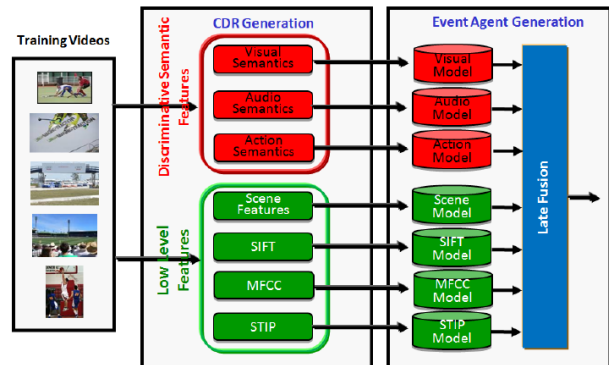 Training Videos
CDR Generation
Event Agent Generation
Discriminative Semantic
Features
Visual
Semantics
Audio
Semantics
Action
Semantics
Low Level
Features
Scene
Features
SIFT
MFCC
STIP
Visual
Model
Audio
Model
Action
Model
Scene
Model
SIFT
Model
MFCC
Model
STIP
Model
Late Fusion